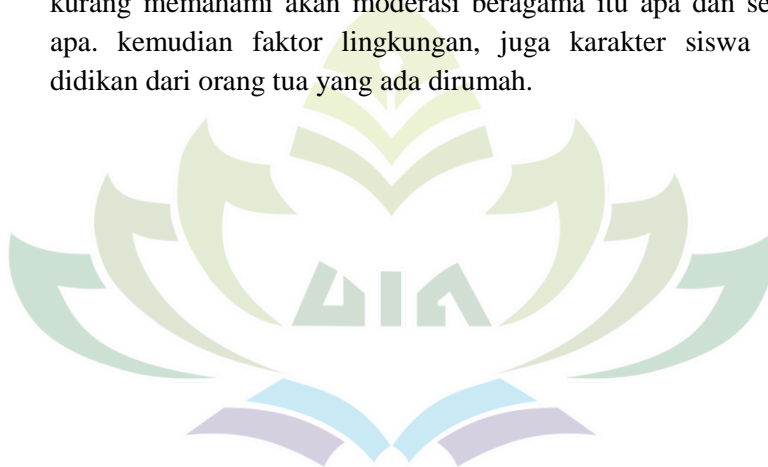 kurang memahami akan moderasi beragama itu apa dan se
apa. kemudian faktor lingkungan, juga karakter siswa
didikan dari orang tua yang ada dirumah.
UIN